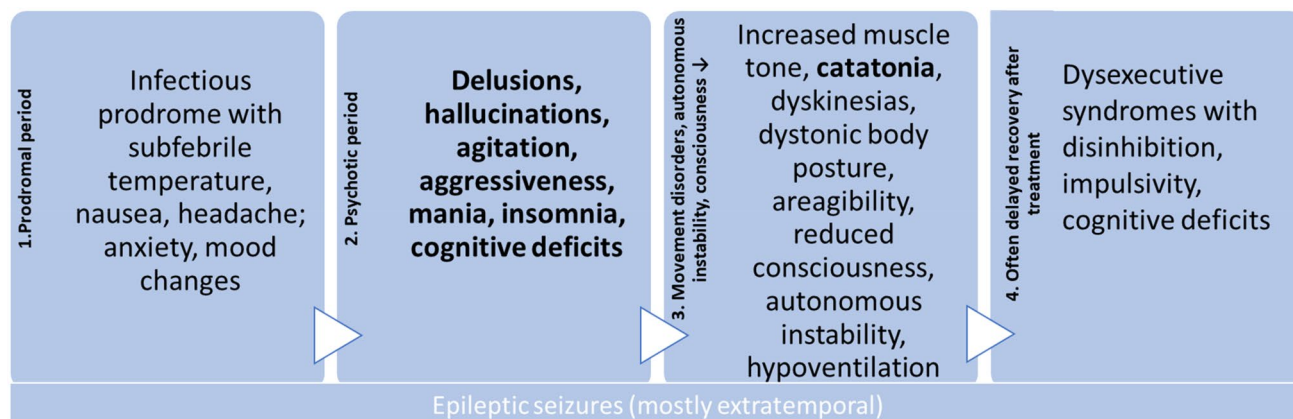 1.Prodromal period
Infectious
prodrome with
subfebrile
temperature,
nausea, headache;
anxiety, mood
changes
2. Psychotic period
Delusions,
hallucinations,
agitation,
aggressiveness,
mania, insomnia,
cognitive deficits
3. Movement disorders, autonomous
instability, consciousness ↓
Increased muscle
tone, catatonia,
dyskinesias,
dystonic body
posture,
areagibility,
reduced
consciousness,
autonomous
instability,
hypoventilation
4. Often delayed recovery after
treatment
Dysexecutive
syndromes with
disinhibition,
impulsivity,
cognitive deficits
Epileptic seizures (mostly extratemporal)